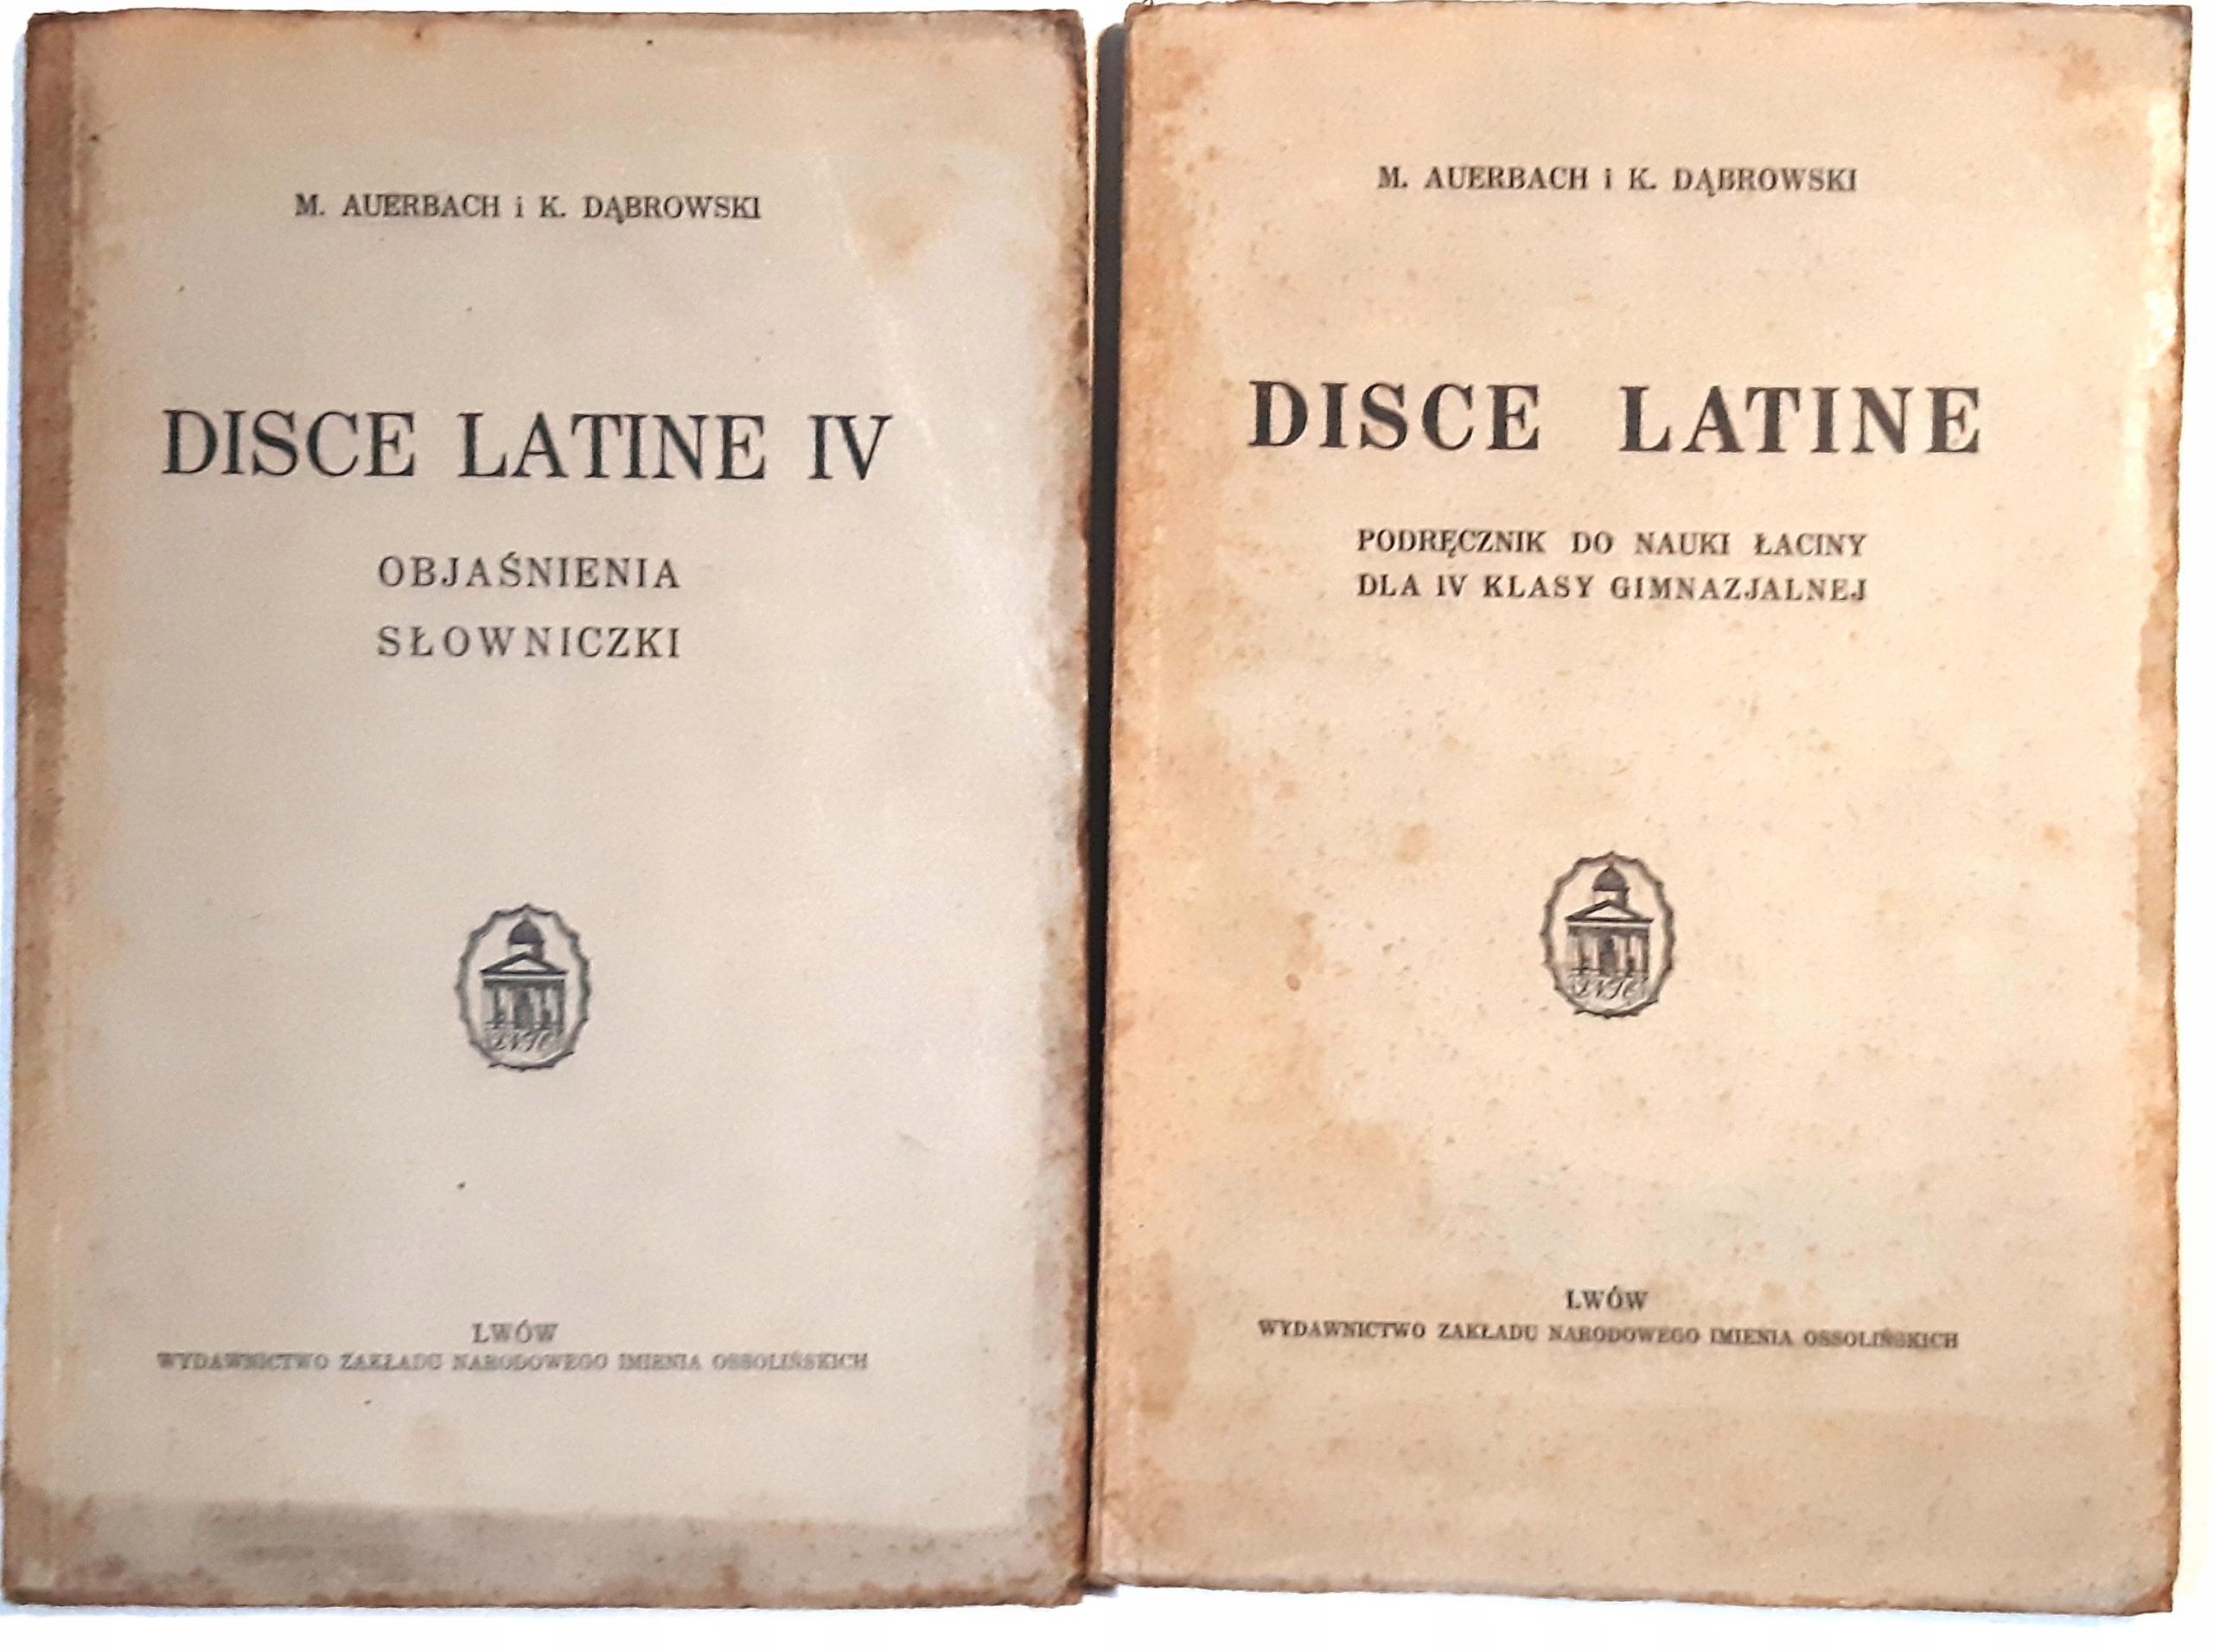 M. AUERBACH i K. DĄBROWSKI
DISCE LATINE IV
OBJAŚNIENIA
SŁOWNICZKI
LWÓW
WYDAWNICTWO ZAKŁADU NARODOWEGO IMIENIA OSSOLIŃSKICH
M. AUERBACH i K. DĄBROWSKI
DISCE LATINE
PODRĘCZNIK DO NAUKI ŁACINY
DLA IV KLASY GIMNAZJALNEJ
LWÓW
WYDAWNICTWO ZAKŁADU NARODOWEGO IMIENIA OSSOLIŃSKICH